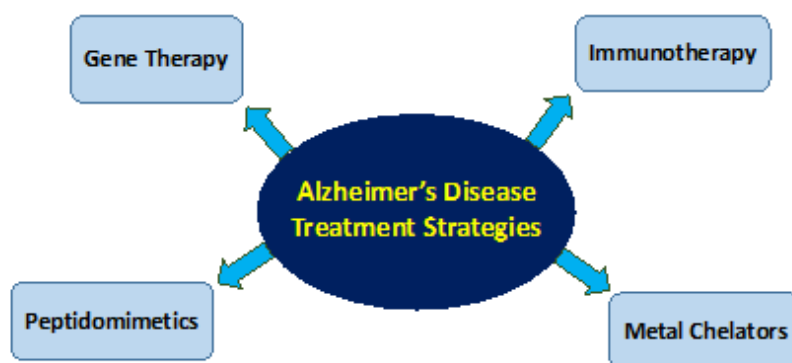 Gene Therapy
Immunotherapy
Alzheimer's Disease
Treatment Strategies
Peptidomimetics
Metal Chelators